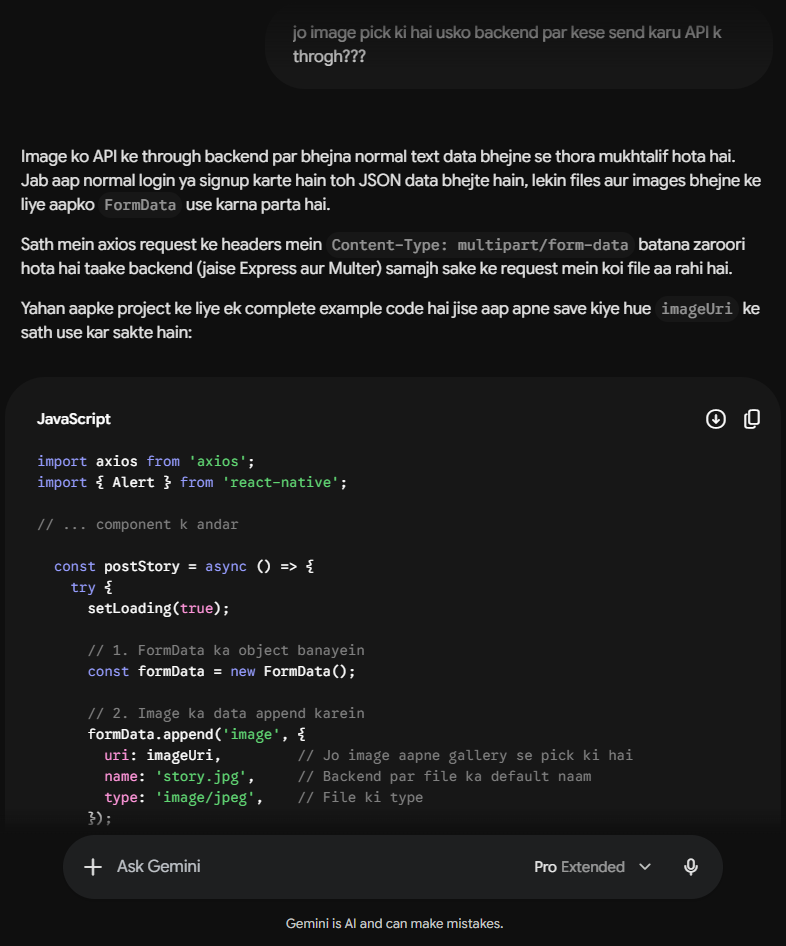 jo image pick ki hai usko backend par kese send karu API k
throgh???
Image ko API ke through backend par bhejna normal text data bhejne se thora mukhtalif hota hai.
Jab aap normal login ya signup karte hain toh JSON data bhejte hain, lekin files aur images bhejne ke
liye aapko FormData use karna parta hai.
Sath mein axios request ke headers mein Content-Type: multipart/form-data batana zaroori
hota hai taake backend (jaise Express aur Multer) samajh sake ke request mein koi file aa rahi hai.
Yahan aapke project ke liye ek complete example code hai jise aap apne save kiye hue imageUri ke
sath use kar sakte hain:
JavaScript
import axios from 'axios';
import { Alert } from 'react-native';
// ... component k andar
const postStory = async () => {
try {
setLoading(true);
// 1. FormData ka object banayein
const formData = new FormData();
// 2. Image ka data append karein
formData.append('image', {
uri: imageUri, // Jo image aapne gallery se pick ki hai
name: 'story.jpg', // Backend par file ka default naam
type: 'image/jpeg', // File ki type
});
Ask Gemini Pro Extended
Gemini is AI and can make mistakes.